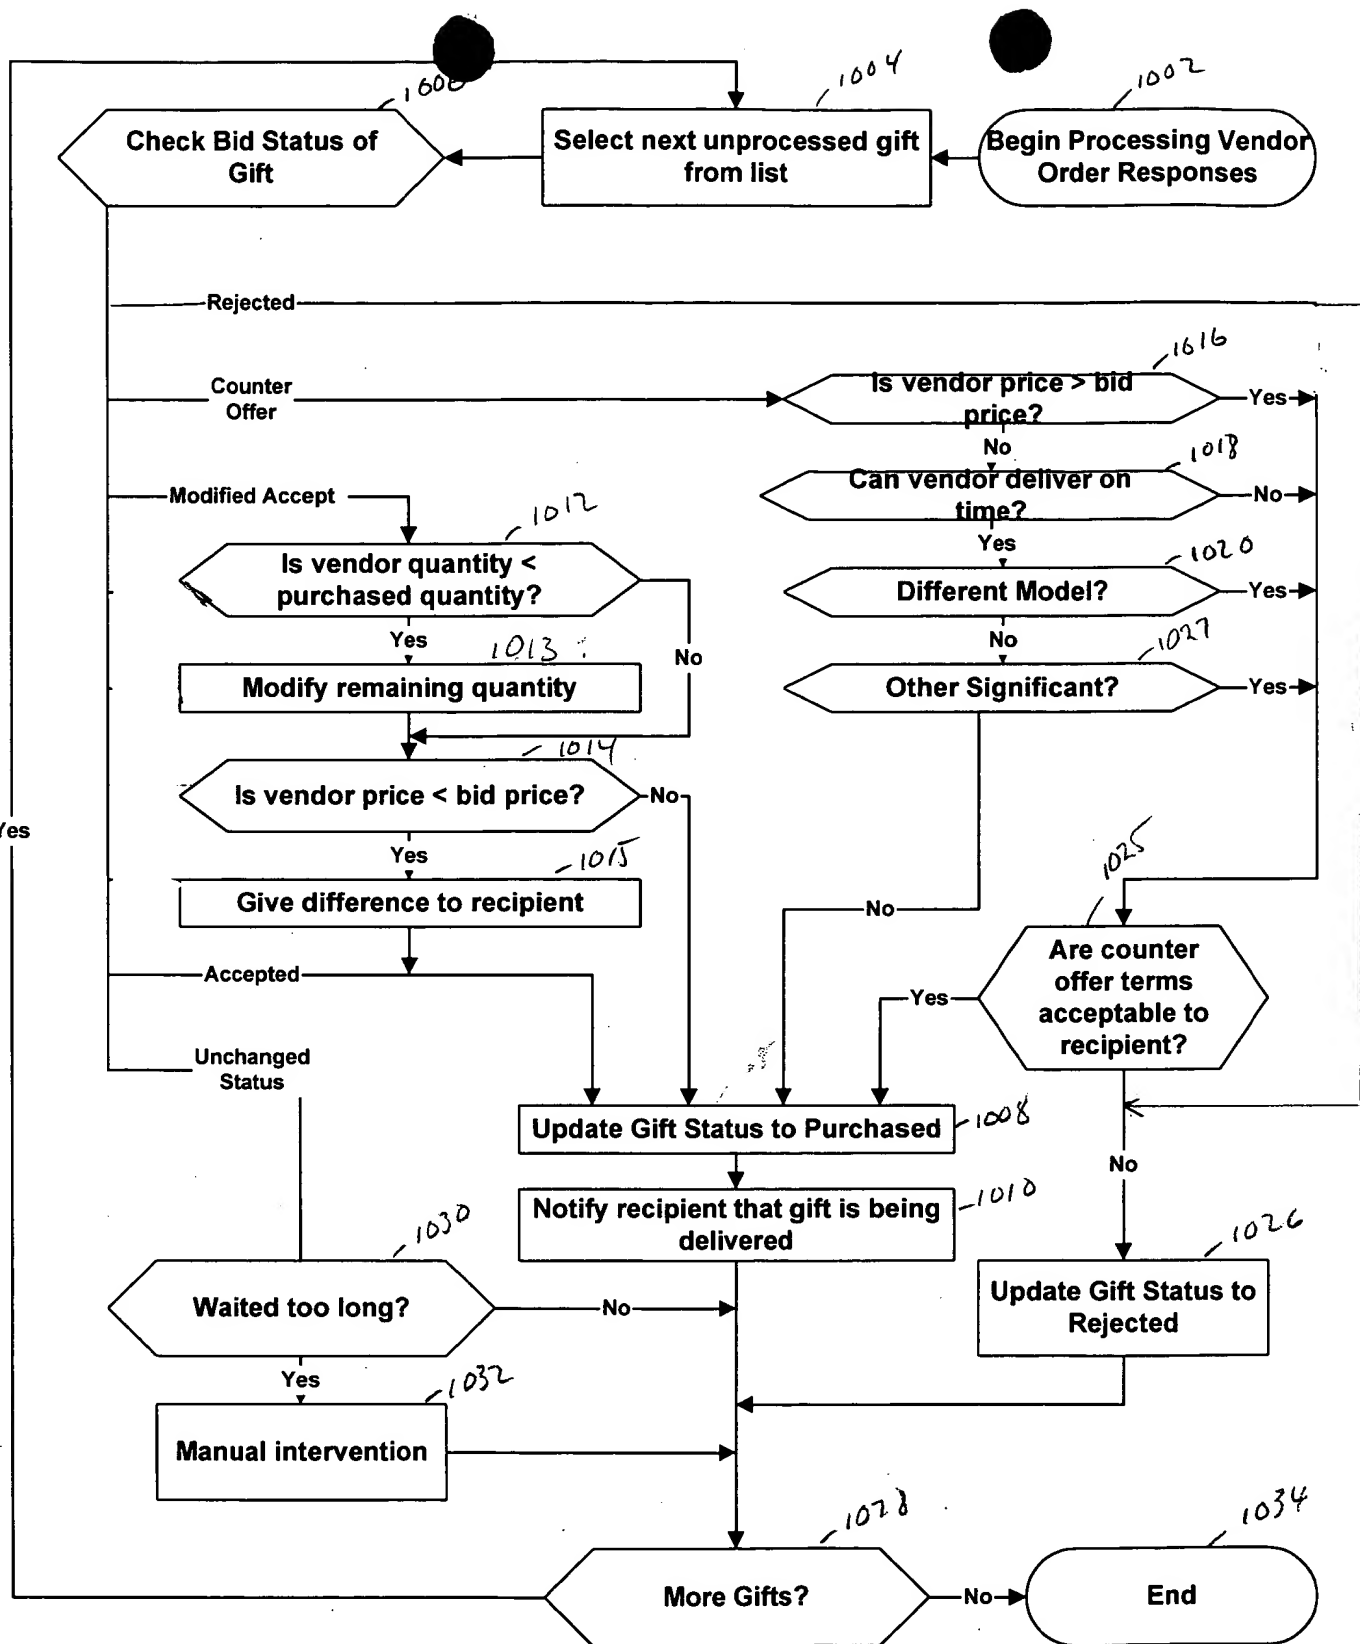 1006
1004
1002
Check Bid Status of
Gift
Select next unprocessed gift
from list
Begin Processing Vendor
Order Responses
Rejected
1016
Counter
Offer
Is vendor price > bid
price?
Yes
No
1018
Modified Accept
Can vendor deliver on
time?
No
1012
Yes
1020
Is vendor quantity <
purchased quantity?
Different Model?
Yes
Yes
No
1013
1027
No
Modify remaining quantity
Other Significant?
Yes
1014
Is vendor price < bid price?
No
Yes
Yes
1015
1025
Give difference to recipient
No
Are counter
offer terms
acceptable to
recipient?
Accepted
Yes
Unchanged
Status
Update Gift Status to Purchased
1008
No
Notify recipient that gift is being
delivered
1010
1030
1026
Waited too long?
No
Update Gift Status to
Rejected
Yes
1032
Manual intervention
1028
1034
More Gifts?
No
End